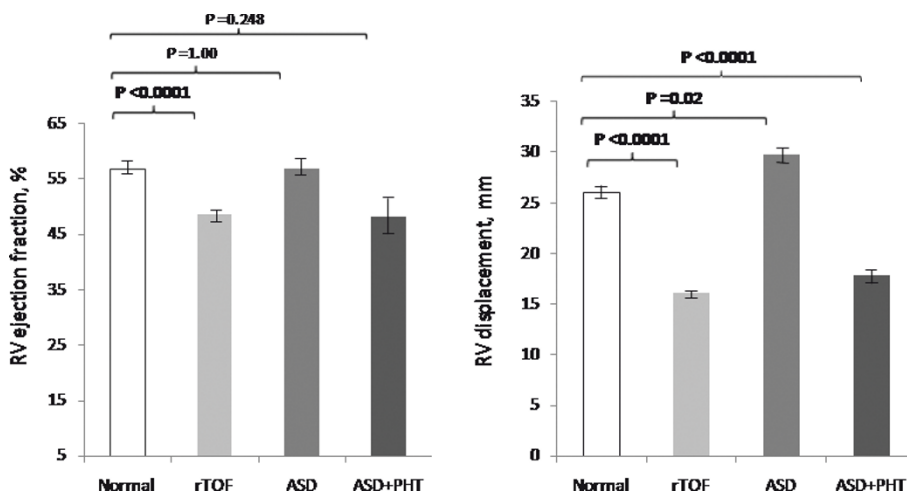 P =0.248
P =1.00
P <0.0001
RV ejection fraction, %
65
55
45
35
25
15
5
Normal rTOF ASD ASD+PHT
P <0.0001
P =0.02
P <0.0001
RV displacement, mm
35
30
25
20
15
10
5
0
Normal rTOF ASD ASD+PHT